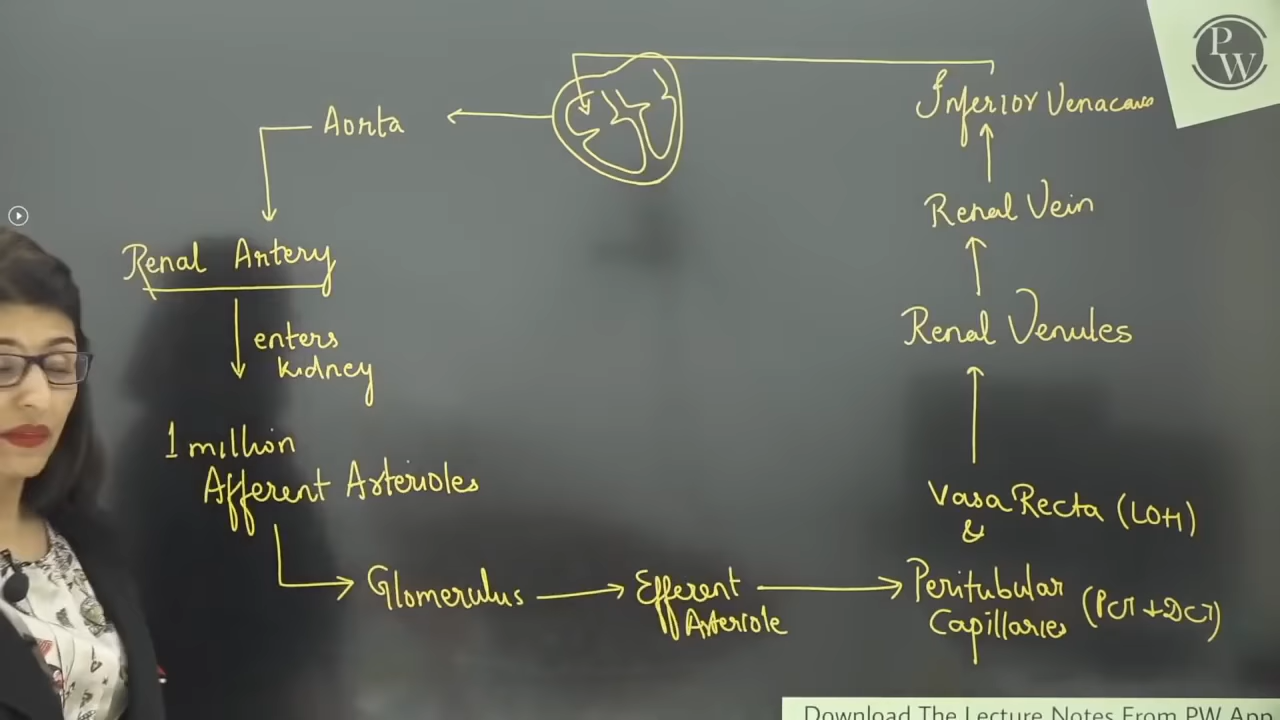 PW
Inferior Venacava
Aorta
Renal Vein
Renal Artery
Renal Venules
enters
kidney
1 million
Afferent Arterioles
Vasa Recta (LOH)
&
Glomerulus
Efferent
Arteriole
Peritubular
Capillaries (PCT + DCT)
Download The Lecture Notes From PW App